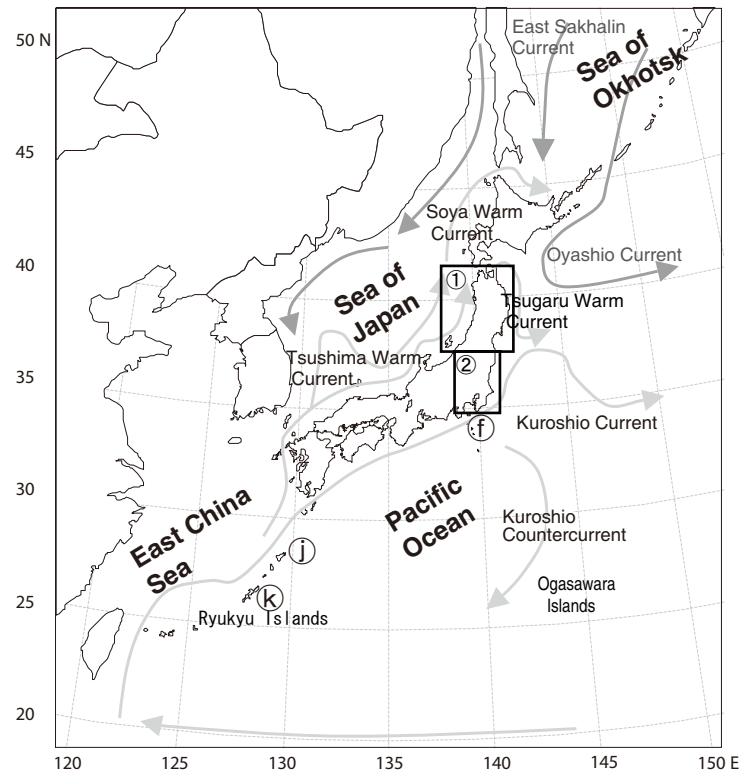 50 N
45
40
35
30
25
20
120
125
130
135
140
145
150 E
East Sakhalin
Current
Sea of
Okhotsk
Soya Warm
Current
Oyashio Current
Sea of
Japan
①
Tsugaru Warm
Current
Tsushima Warm
Current
②
ⓕ
Kuroshio Current
Pacific
Ocean
East China
Sea
Kuroshio
Countercurrent
ⓙ
ⓚ
Ryukyu Islands
Ogasawara
Islands